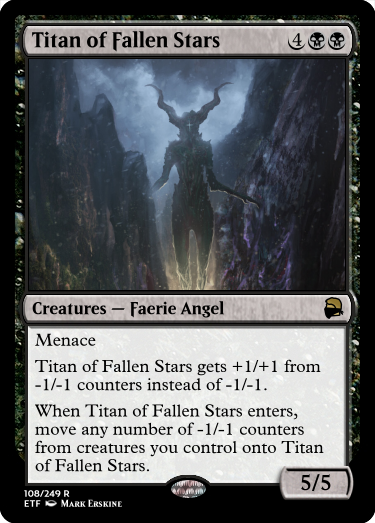 Titan of Fallen Stars 4
Creatures — Faerie Angel
Menace
Titan of Fallen Stars gets +1/+1 from
-1/-1 counters instead of -1/-1.
When Titan of Fallen Stars enters,
move any number of -1/-1 counters
from creatures you control onto Titan
of Fallen Stars.
5/5
108/249 R
ETF Mark Erskine